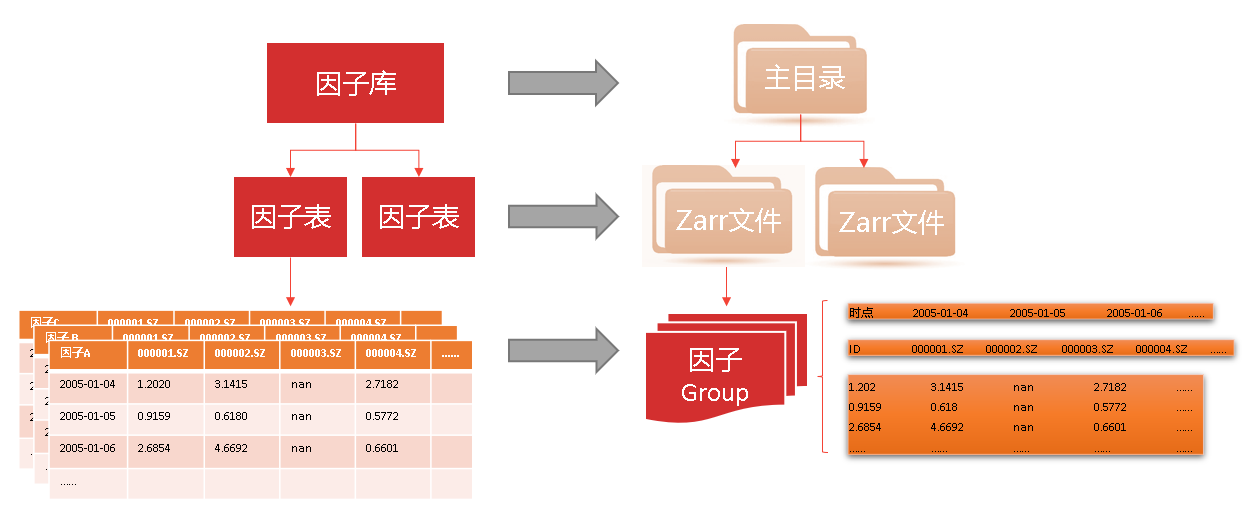 因子库
主目录
因子表
因子表
Zarr文件
Zarr文件
因子C 000001.SZ 000002.SZ 000003.SZ 000004.SZ
因子B 000001.SZ 000002.SZ 000003.SZ 000004.SZ
因子A 000001.SZ 000002.SZ 000003.SZ 000004.SZ ......
2005-01-04 1.2020 3.1415 nan 2.7182
2005-01-05 0.9159 0.6180 nan 0.5772
2005-01-06 2.6854 4.6692 nan 0.6601
......
因子
Group
时点 2005-01-04 2005-01-05 2005-01-06 ......
ID 000001.SZ 000002.SZ 000003.SZ 000004.SZ ......
1.202 3.1415 nan 2.7182 ......
0.9159 0.618 nan 0.5772 ......
2.6854 4.6692 nan 0.6601 ......
...... ...... ...... ...... ......